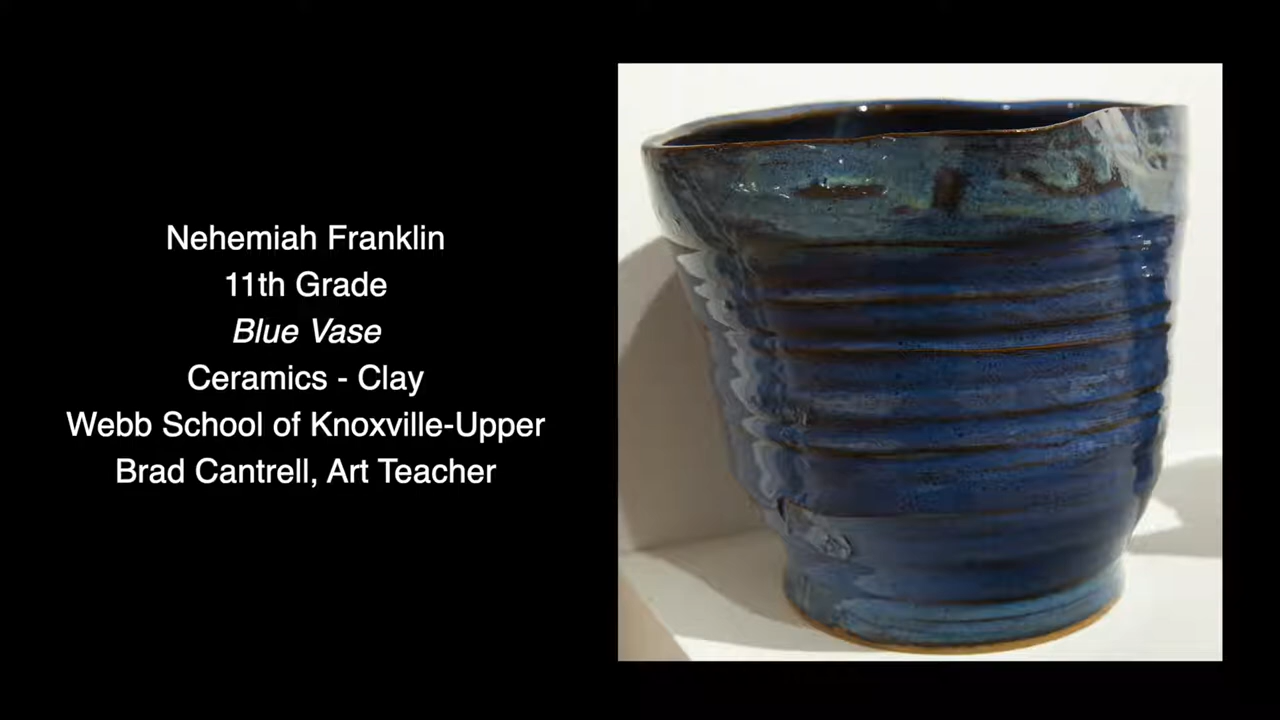 Nehemiah Franklin
11th Grade
Blue Vase
Ceramics - Clay
Webb School of Knoxville-Upper
Brad Cantrell, Art Teacher